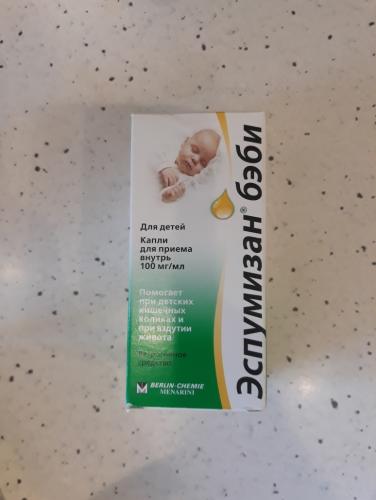 Эспумизан® бэби
Для детей
Капли
для приема
внутрь
100 мг/мл
Помогает
при детских
кишечных
коликах и
при вздутии
живота
средство
BERLIN-CHEMIE
MENARINI